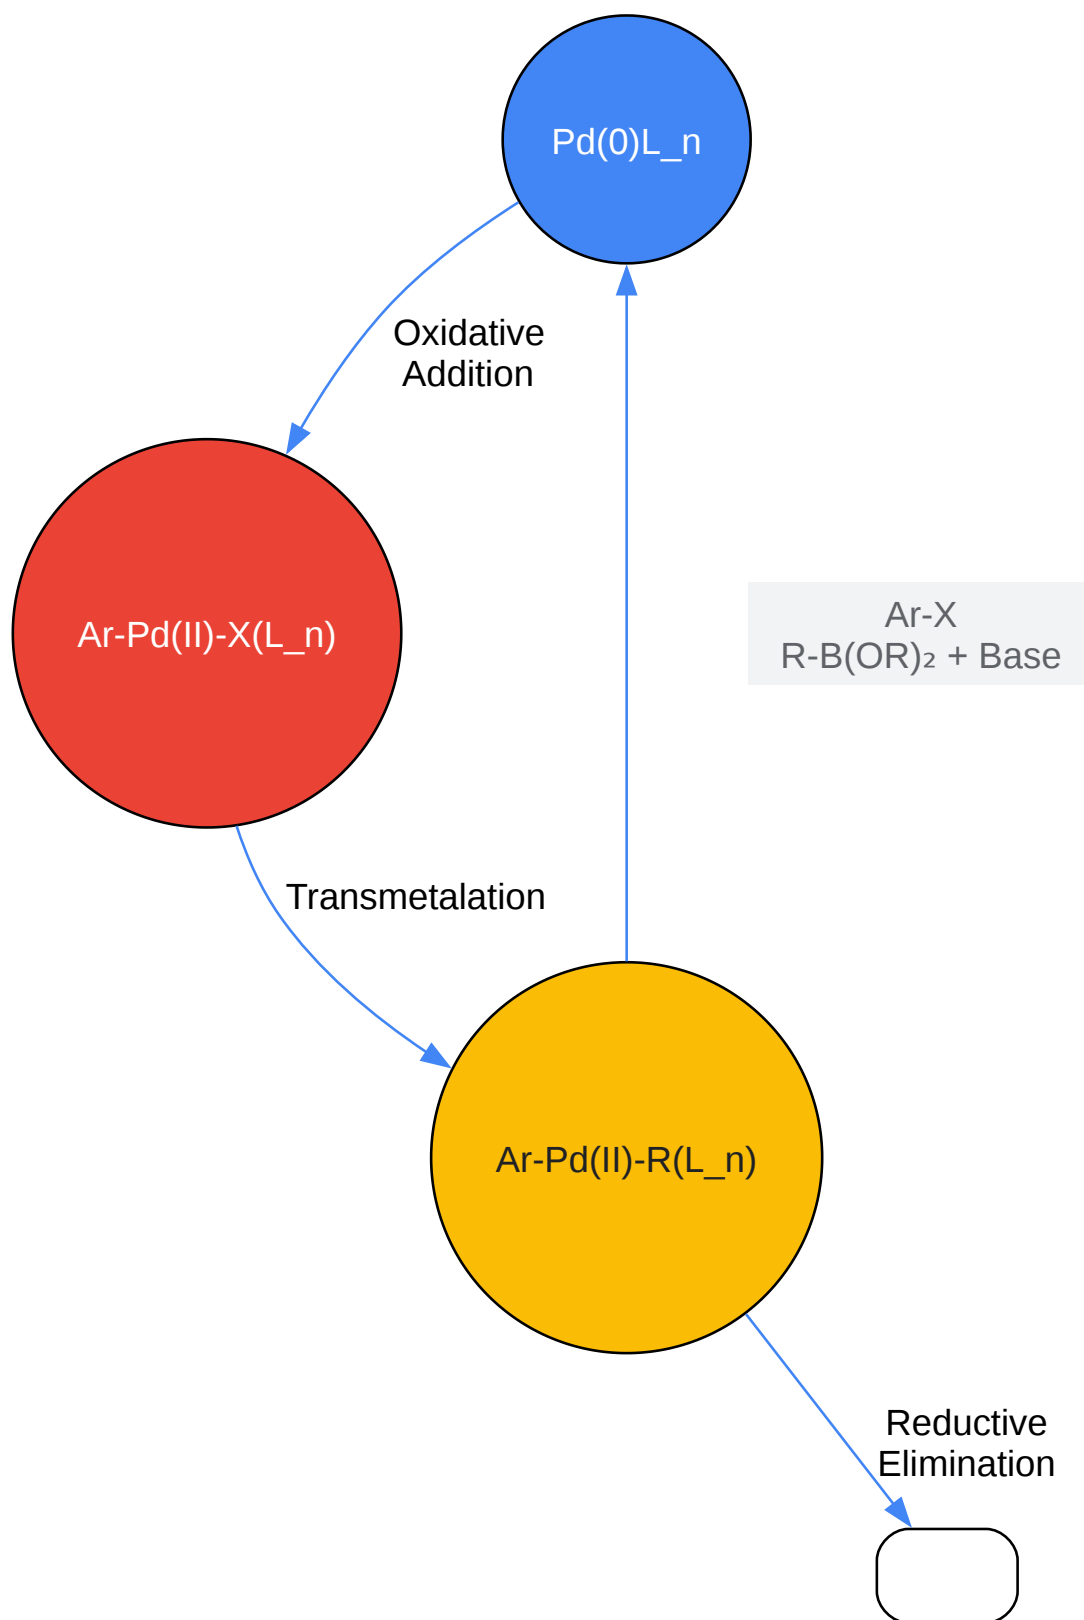 Pd(0)L_n
Oxidative
Addition
Ar-X
R-B(OR)₂ + Base
Ar-Pd(II)-X(L_n)
Transmetalation
Ar-Pd(II)-R(L_n)
Reductive
Elimination